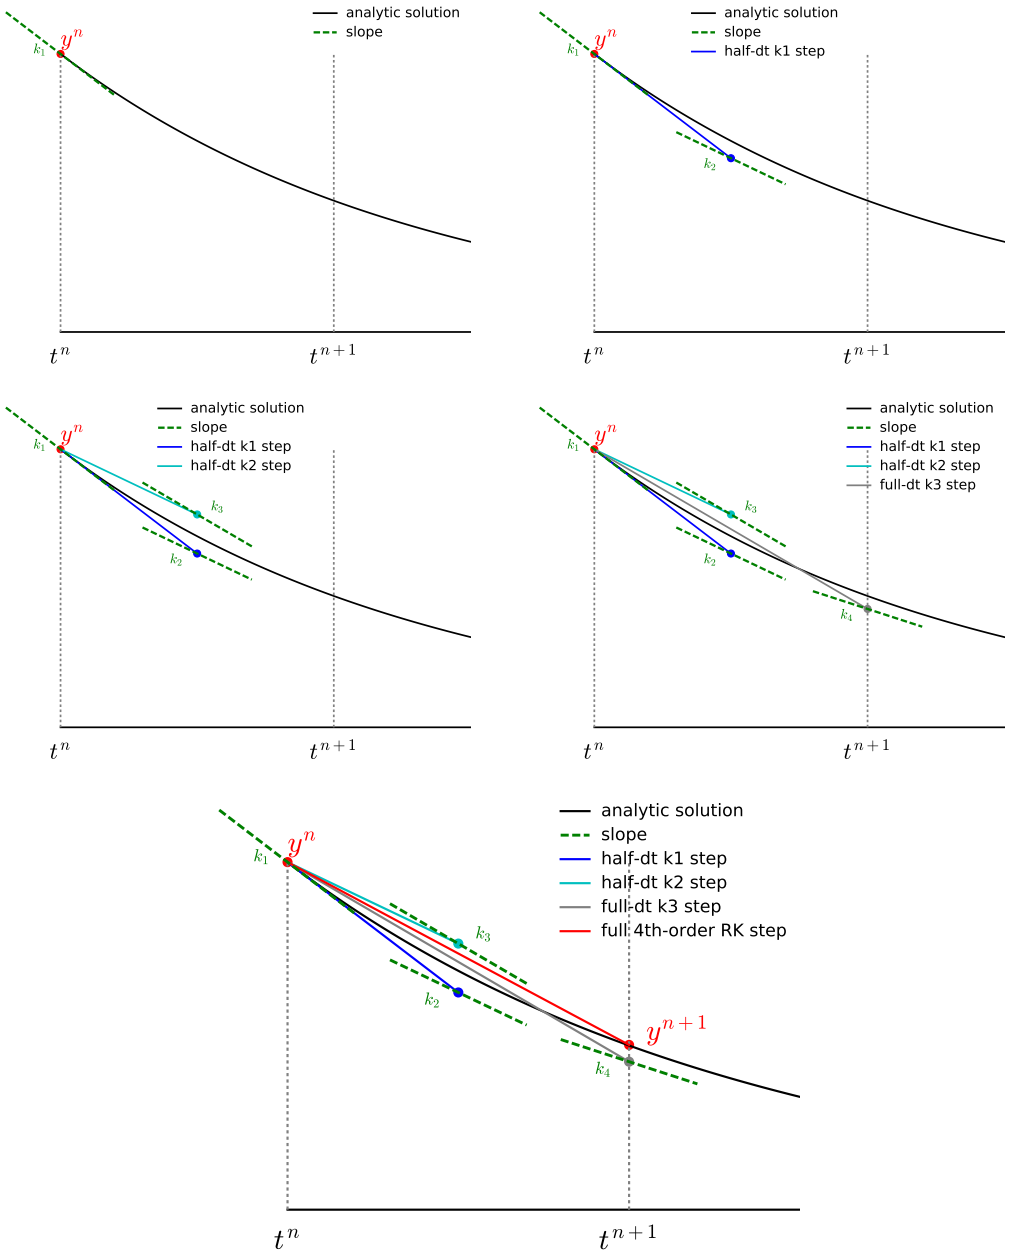 analytic solution
slope
yⁿ
k₁
tⁿ
tⁿ⁺¹
analytic solution
slope
half-dt k1 step
yⁿ
k₁
k₂
tⁿ
tⁿ⁺¹
analytic solution
slope
half-dt k1 step
half-dt k2 step
yⁿ
k₁
k₃
k₂
tⁿ
tⁿ⁺¹
analytic solution
slope
half-dt k1 step
half-dt k2 step
full-dt k3 step
yⁿ
k₁
k₃
k₂
k₄
tⁿ
tⁿ⁺¹
analytic solution
slope
half-dt k1 step
half-dt k2 step
full-dt k3 step
full 4th-order RK step
yⁿ
k₁
k₃
k₂
yⁿ⁺¹
k₄
tⁿ
tⁿ⁺¹